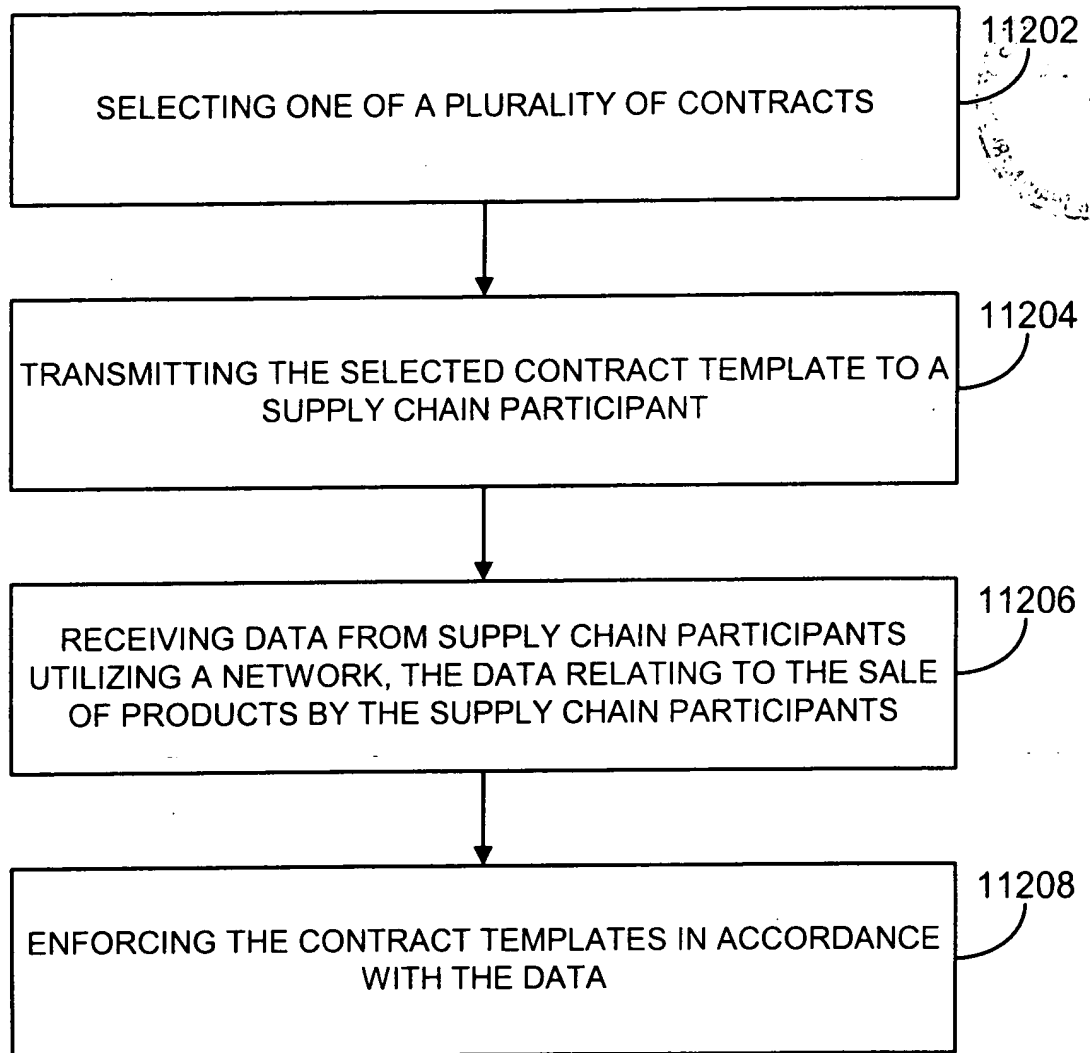 11202
SELECTING ONE OF A PLURALITY OF CONTRACTS
11204
TRANSMITTING THE SELECTED CONTRACT TEMPLATE TO A
SUPPLY CHAIN PARTICIPANT
11206
RECEIVING DATA FROM SUPPLY CHAIN PARTICIPANTS
UTILIZING A NETWORK, THE DATA RELATING TO THE SALE
OF PRODUCTS BY THE SUPPLY CHAIN PARTICIPANTS
11208
ENFORCING THE CONTRACT TEMPLATES IN ACCORDANCE
WITH THE DATA